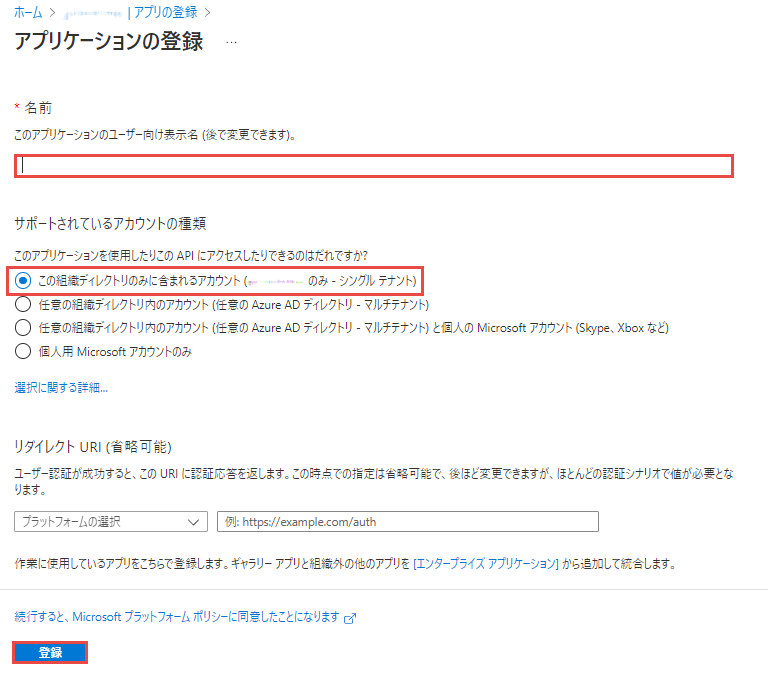 ホーム > | アプリの登録 >
アプリケーションの登録 …
* 名前
このアプリケーションのユーザー向け表示名 (後で変更できます)。
サポートされているアカウントの種類
このアプリケーションを使用したりこの API にアクセスしたりできるのはだれですか?
この組織ディレクトリのみに含まれるアカウント ( のみ - シングル テナント)
任意の組織ディレクトリ内のアカウント (任意の Azure AD ディレクトリ - マルチテナント)
任意の組織ディレクトリ内のアカウント (任意の Azure AD ディレクトリ - マルチテナント) と個人の Microsoft アカウント (Skype、Xbox など)
個人用 Microsoft アカウントのみ
選択に関する詳細...
リダイレクト URI (省略可能)
ユーザー認証が成功すると、この URI に認証応答を返します。この時点での指定は省略可能で、後ほど変更できますが、ほとんどの認証シナリオで値が必要とな
ります。
プラットフォームの選択 例: https://example.com/auth
作業に使用しているアプリをこちらで登録します。ギャラリー アプリと組織外の他のアプリを [エンタープライズ アプリケーション] から追加して統合します。
続行すると、Microsoft プラットフォーム ポリシーに同意したことになります
登録